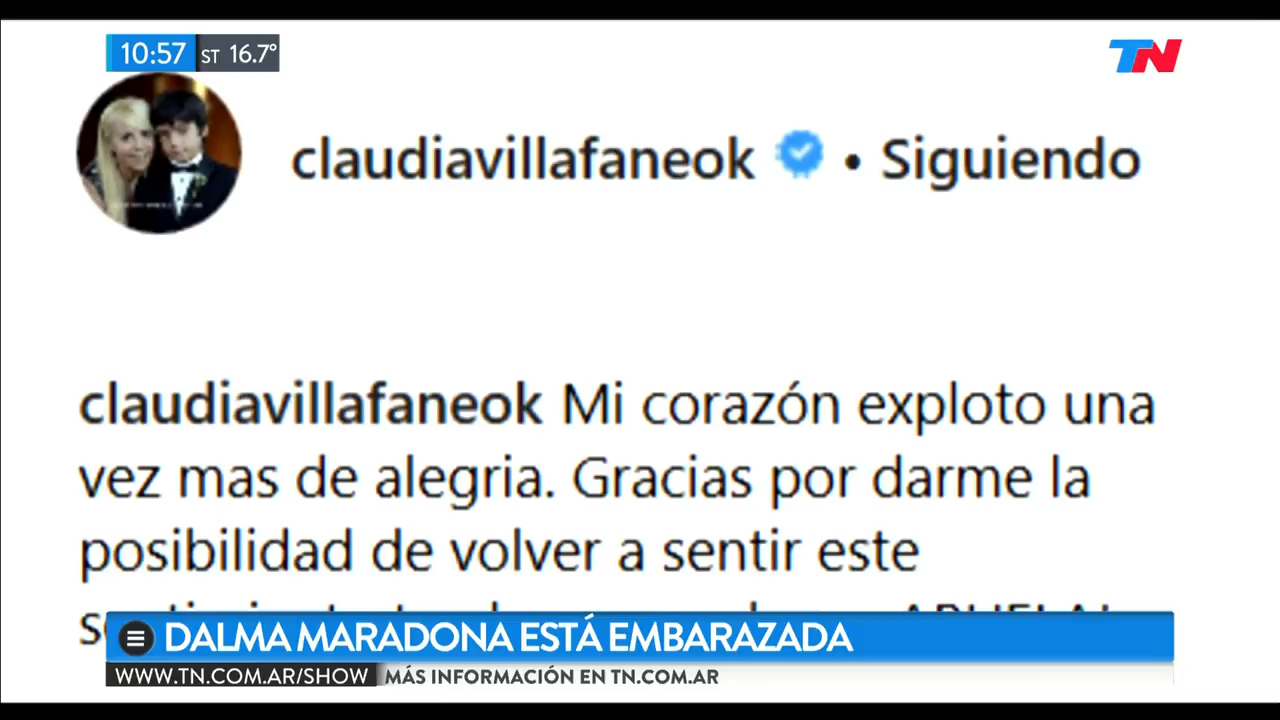 10:57 ST 16.7°
TN
claudiavillafaneok • Siguiendo
claudiavillafaneok Mi corazón exploto una
vez mas de alegria. Gracias por darme la
posibilidad de volver a sentir este
DALMA MARADONA ESTÁ EMBARAZADA
WWW.TN.COM.AR/SHOW MÁS INFORMACIÓN EN TN.COM.AR